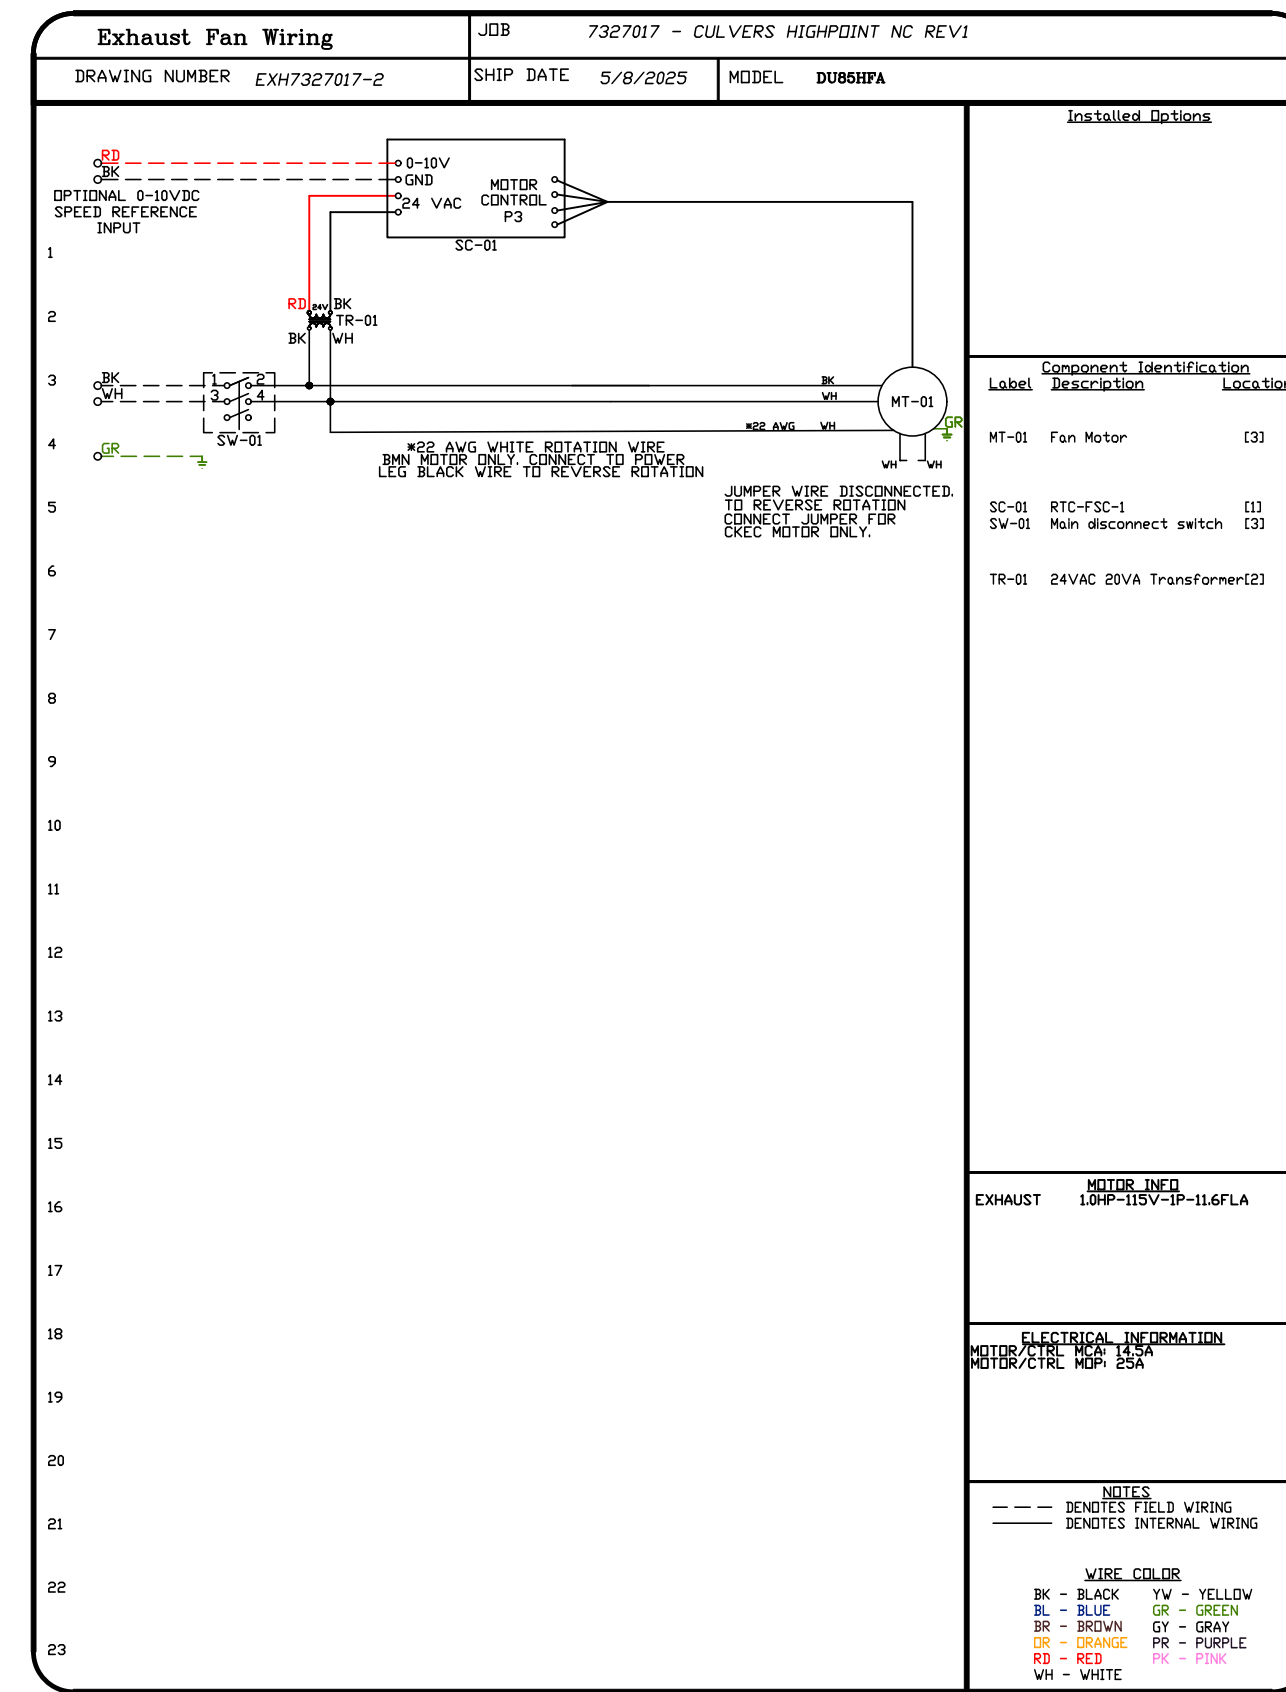 Exhaust Fan Wiring
JOB 7327017 - CULVERS HIGHPOINT NC REV1
DRAWING NUMBER EXH7327017-2
SHIP DATE 5/8/2025
MODEL DU85HFA
RD
BK
OPTIONAL 0-10VDC
SPEED REFERENCE
INPUT
0-10V
GND
24 VAC
MOTOR
CONTROL
P3
SC-01
RD 24V BK
TR-01
BK WH
BK
WH
1 2
3 4
SW-01
GR
BK
WH
*22 AWG WH
MT-01
GR
WH WH
*22 AWG WHITE ROTATION WIRE
BMN MOTOR ONLY. CONNECT TO POWER
LEG BLACK WIRE TO REVERSE ROTATION
JUMPER WIRE DISCONNECTED.
TO REVERSE ROTATION
CONNECT JUMPER FOR
CKEC MOTOR ONLY.
1
2
3
4
5
6
7
8
9
10
11
12
13
14
15
16
17
18
19
20
21
22
23
Installed Options
Component Identification
Label Description Location
MT-01 Fan Motor [3]
SC-01 RTC-FSC-1 [1]
SW-01 Main disconnect switch [3]
TR-01 24VAC 20VA Transformer[2]
MOTOR INFO
EXHAUST 1.0HP-115V-1P-11.6FLA
ELECTRICAL INFORMATION
MOTOR/CTRL MCA: 14.5A
MOTOR/CTRL MOP: 25A
NOTES
DENOTES FIELD WIRING
DENOTES INTERNAL WIRING
WIRE COLOR
BK - BLACK YW - YELLOW
BL - BLUE GR - GREEN
BR - BROWN GY - GRAY
OR - ORANGE PR - PURPLE
RD - RED PK - PINK
WH - WHITE